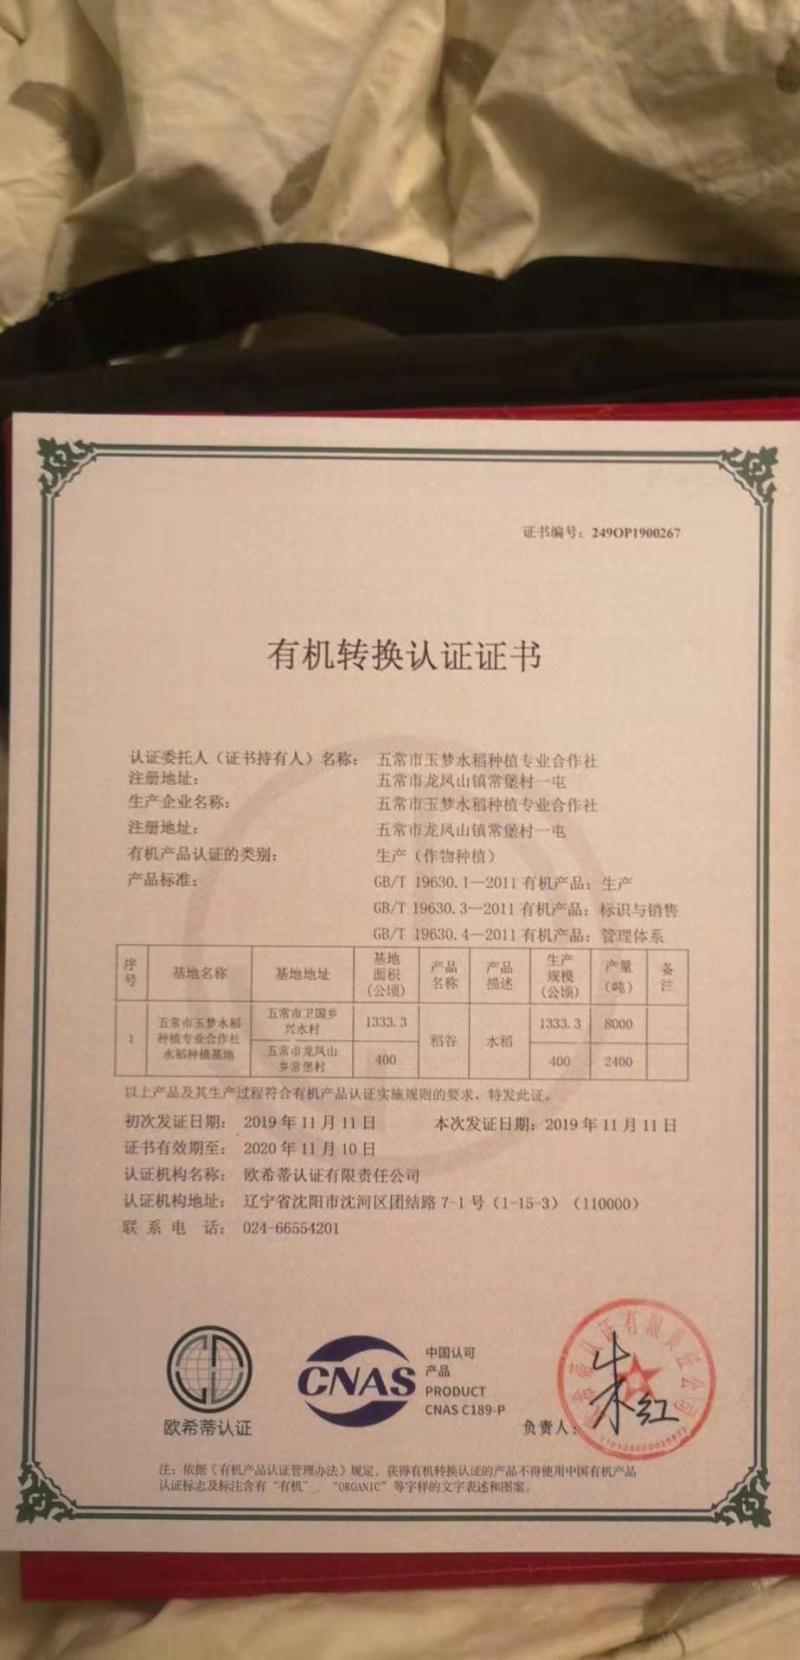 证书编号：249OP1900267
有机转换认证证书
认证委托人（证书持有人）名称： 五常市玉梦水稻种植专业合作社
注册地址： 五常市龙凤山镇常堡村一屯
生产企业名称： 五常市玉梦水稻种植专业合作社
注册地址： 五常市龙凤山镇常堡村一屯
有机产品认证的类别： 生产（作物种植）
产品标准： GB/T 19630.1—2011 有机产品：生产
GB/T 19630.3—2011 有机产品：标识与销售
GB/T 19630.4—2011 有机产品：管理体系
序号 基地名称 基地地址 基地面积（公顷） 产品名称 产品描述 生产规模（公顷） 产量（吨） 备注
1 五常市玉梦水稻种植专业合作社水稻种植基地 五常市卫国乡兴水村 1333.3 稻谷 水稻 1333.3 8000
五常市龙凤山乡常堡村 400 400 2400
以上产品及其生产过程符合有机产品认证实施规则的要求，特发此证。
初次发证日期： 2019 年 11 月 11 日 本次发证日期：2019 年 11 月 11 日
证书有效期至： 2020 年 11 月 10 日
认证机构名称： 欧希蒂认证有限责任公司
认证机构地址： 辽宁省沈阳市沈河区团结路 7-1 号（1-15-3）（110000）
联 系 电 话： 024-66554201
欧希蒂认证
CNAS
中国认可
产品
PRODUCT
CNAS C189-P
负责人： 朱红
注：依据《有机产品认证管理办法》规定，获得有机转换认证的产品不得使用中国有机产品
认证标志及标注含有“有机”、“ORGANIC”等字样的文字表述和图案。